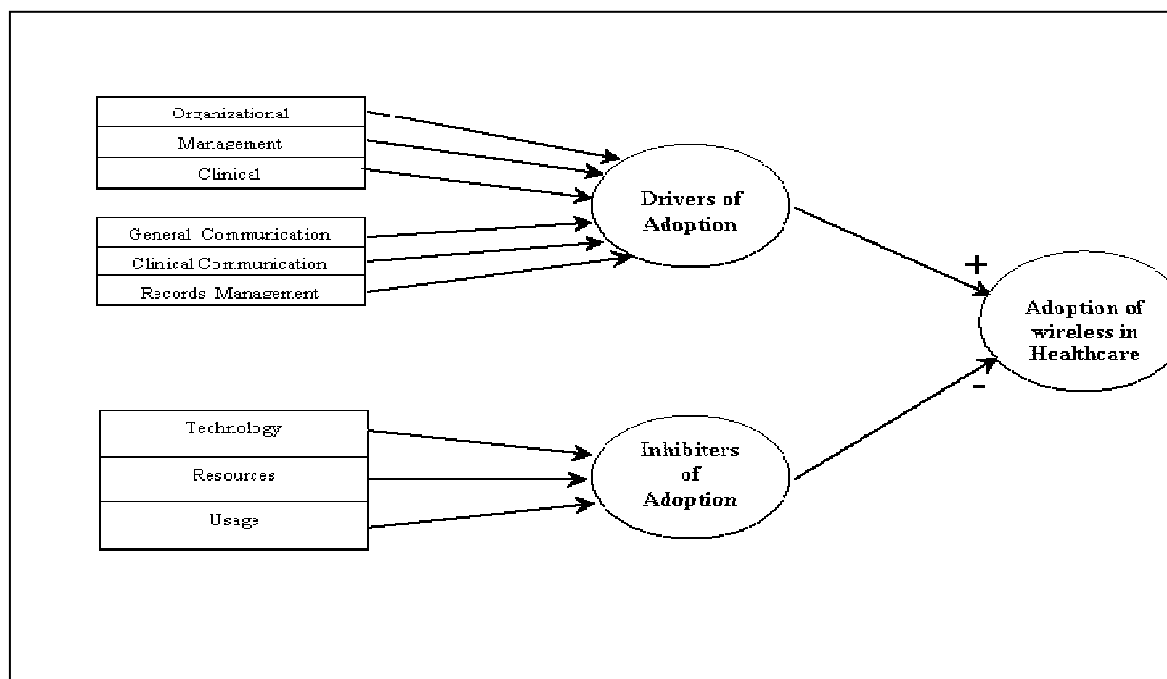 Organizational
Management
Clinical
General Communication
Clinical Communication
Records Management
Drivers of
Adoption
+
Adoption of
wireless in
Healthcare
-
Technology
Resources
Usage
Inhibiters
of
Adoption